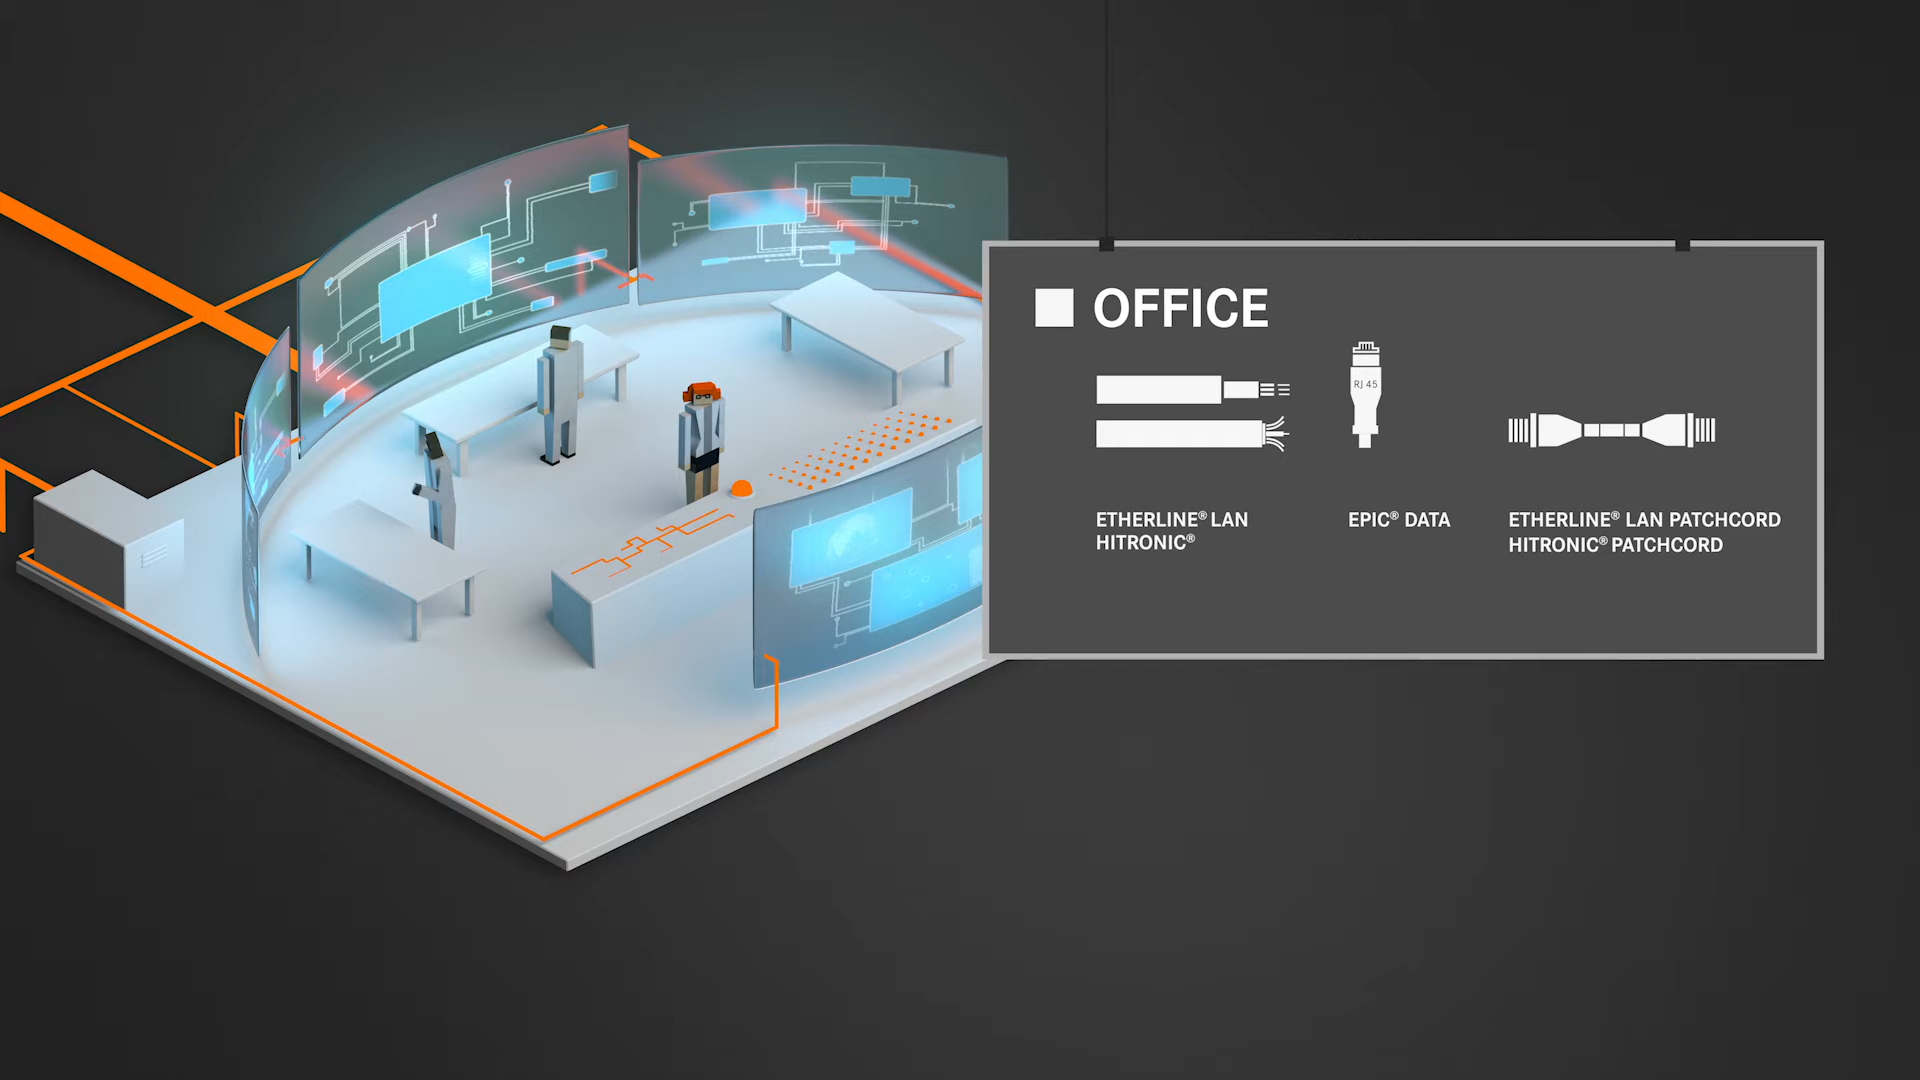 OFFICE
RJ 45
ETHERLINE® LAN
HITRONIC®
EPIC® DATA
ETHERLINE® LAN PATCHCORD
HITRONIC® PATCHCORD